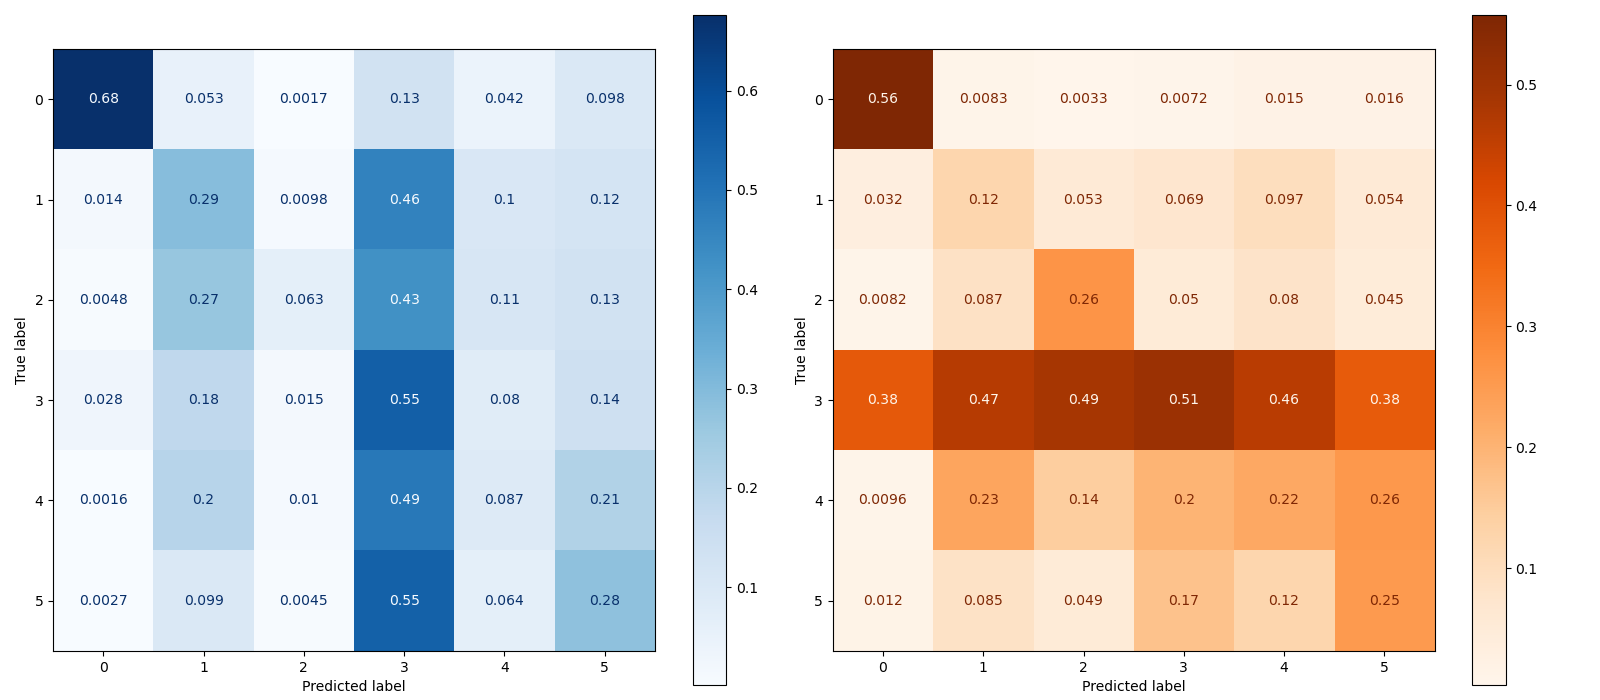 0 0.68 0.053 0.0017 0.13 0.042 0.098
1 0.014 0.29 0.0098 0.46 0.1 0.12
2 0.0048 0.27 0.063 0.43 0.11 0.13
3 0.028 0.18 0.015 0.55 0.08 0.14
4 0.0016 0.2 0.01 0.49 0.087 0.21
5 0.0027 0.099 0.0045 0.55 0.064 0.28
True label
0 1 2 3 4 5
Predicted label
0.6
0.5
0.4
0.3
0.2
0.1
0 0.56 0.0083 0.0033 0.0072 0.015 0.016
1 0.032 0.12 0.053 0.069 0.097 0.054
2 0.0082 0.087 0.26 0.05 0.08 0.045
3 0.38 0.47 0.49 0.51 0.46 0.38
4 0.0096 0.23 0.14 0.2 0.22 0.26
5 0.012 0.085 0.049 0.17 0.12 0.25
True label
0 1 2 3 4 5
Predicted label
0.5
0.4
0.3
0.2
0.1